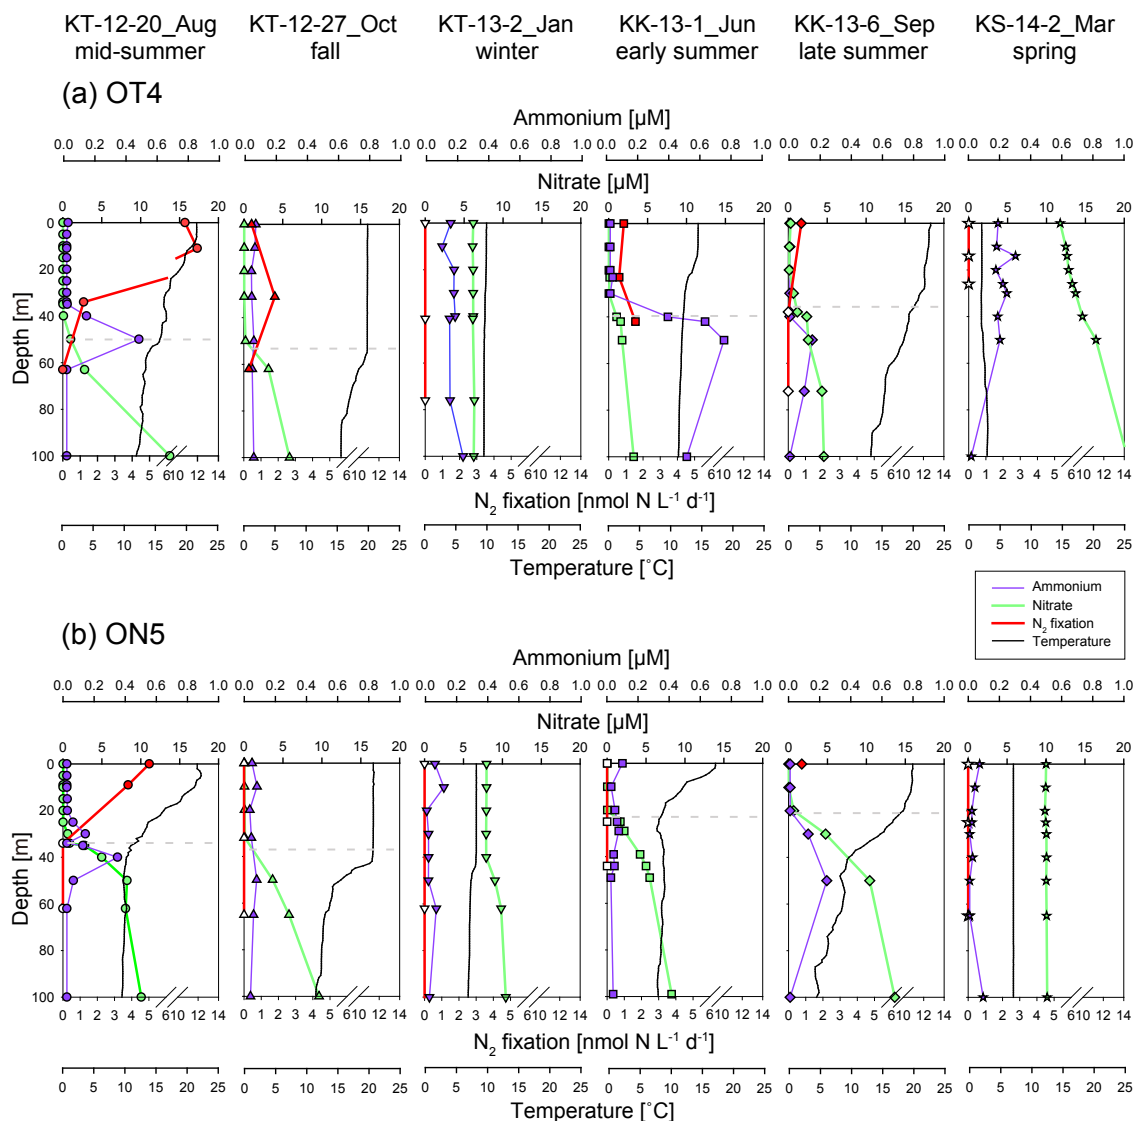 KT-12-20_Aug KT-12-27_Oct KT-13-2_Jan KK-13-1_Jun KK-13-6_Sep KS-14-2_Mar
mid-summer fall winter early summer late summer spring
(a) OT4
Ammonium [µM]
0.0 0.2 0.4 0.6 0.8 1.0 0.0 0.2 0.4 0.6 0.8 1.0 0.0 0.2 0.4 0.6 0.8 1.0 0.0 0.2 0.4 0.6 0.8 1.0 0.0 0.2 0.4 0.6 0.8 1.0 0.0 0.2 0.4 0.6 0.8 1.0
Nitrate [µM]
0 5 10 15 20 0 5 10 15 20 0 5 10 15 20 0 5 10 15 20 0 5 10 15 20 0 5 10 15 20
Depth [m]
0
20
40
60
80
100
0 1 2 3 4 5 610 12 14 0 1 2 3 4 5 610 12 14 0 1 2 3 4 5 610 12 14 0 1 2 3 4 5 610 12 14 0 1 2 3 4 5 610 12 14 0 1 2 3 4 5 610 12 14
N₂ fixation [nmol N L⁻¹ d⁻¹]
0 5 10 15 20 25 0 5 10 15 20 25 0 5 10 15 20 25 0 5 10 15 20 25 0 5 10 15 20 25 0 5 10 15 20 25
Temperature [˚C]
Ammonium
Nitrate
N₂ fixation
Temperature
(b) ON5
Ammonium [µM]
0.0 0.2 0.4 0.6 0.8 1.0 0.0 0.2 0.4 0.6 0.8 1.0 0.0 0.2 0.4 0.6 0.8 1.0 0.0 0.2 0.4 0.6 0.8 1.0 0.0 0.2 0.4 0.6 0.8 1.0 0.0 0.2 0.4 0.6 0.8 1.0
Nitrate [µM]
0 5 10 15 20 0 5 10 15 20 0 5 10 15 20 0 5 10 15 20 0 5 10 15 20 0 5 10 15 20
Depth [m]
0
20
40
60
80
100
0 1 2 3 4 5 610 12 14 0 1 2 3 4 5 610 12 14 0 1 2 3 4 5 610 12 14 0 1 2 3 4 5 610 12 14 0 1 2 3 4 5 610 12 14 0 1 2 3 4 5 610 12 14
N₂ fixation [nmol N L⁻¹ d⁻¹]
0 5 10 15 20 25 0 5 10 15 20 25 0 5 10 15 20 25 0 5 10 15 20 25 0 5 10 15 20 25 0 5 10 15 20 25
Temperature [˚C]